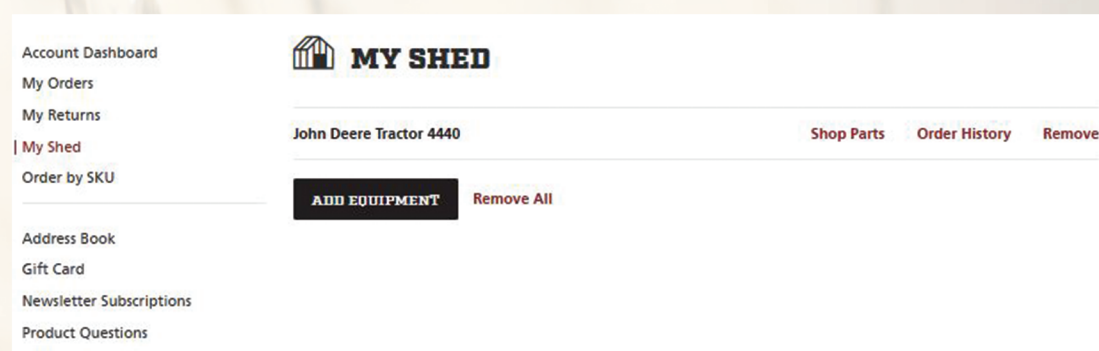 Account Dashboard
My Orders
My Returns
My Shed
Order by SKU
Address Book
Gift Card
Newsletter Subscriptions
Product Questions
MY SHED
John Deere Tractor 4440 Shop Parts Order History Remove
ADD EQUIPMENT Remove All